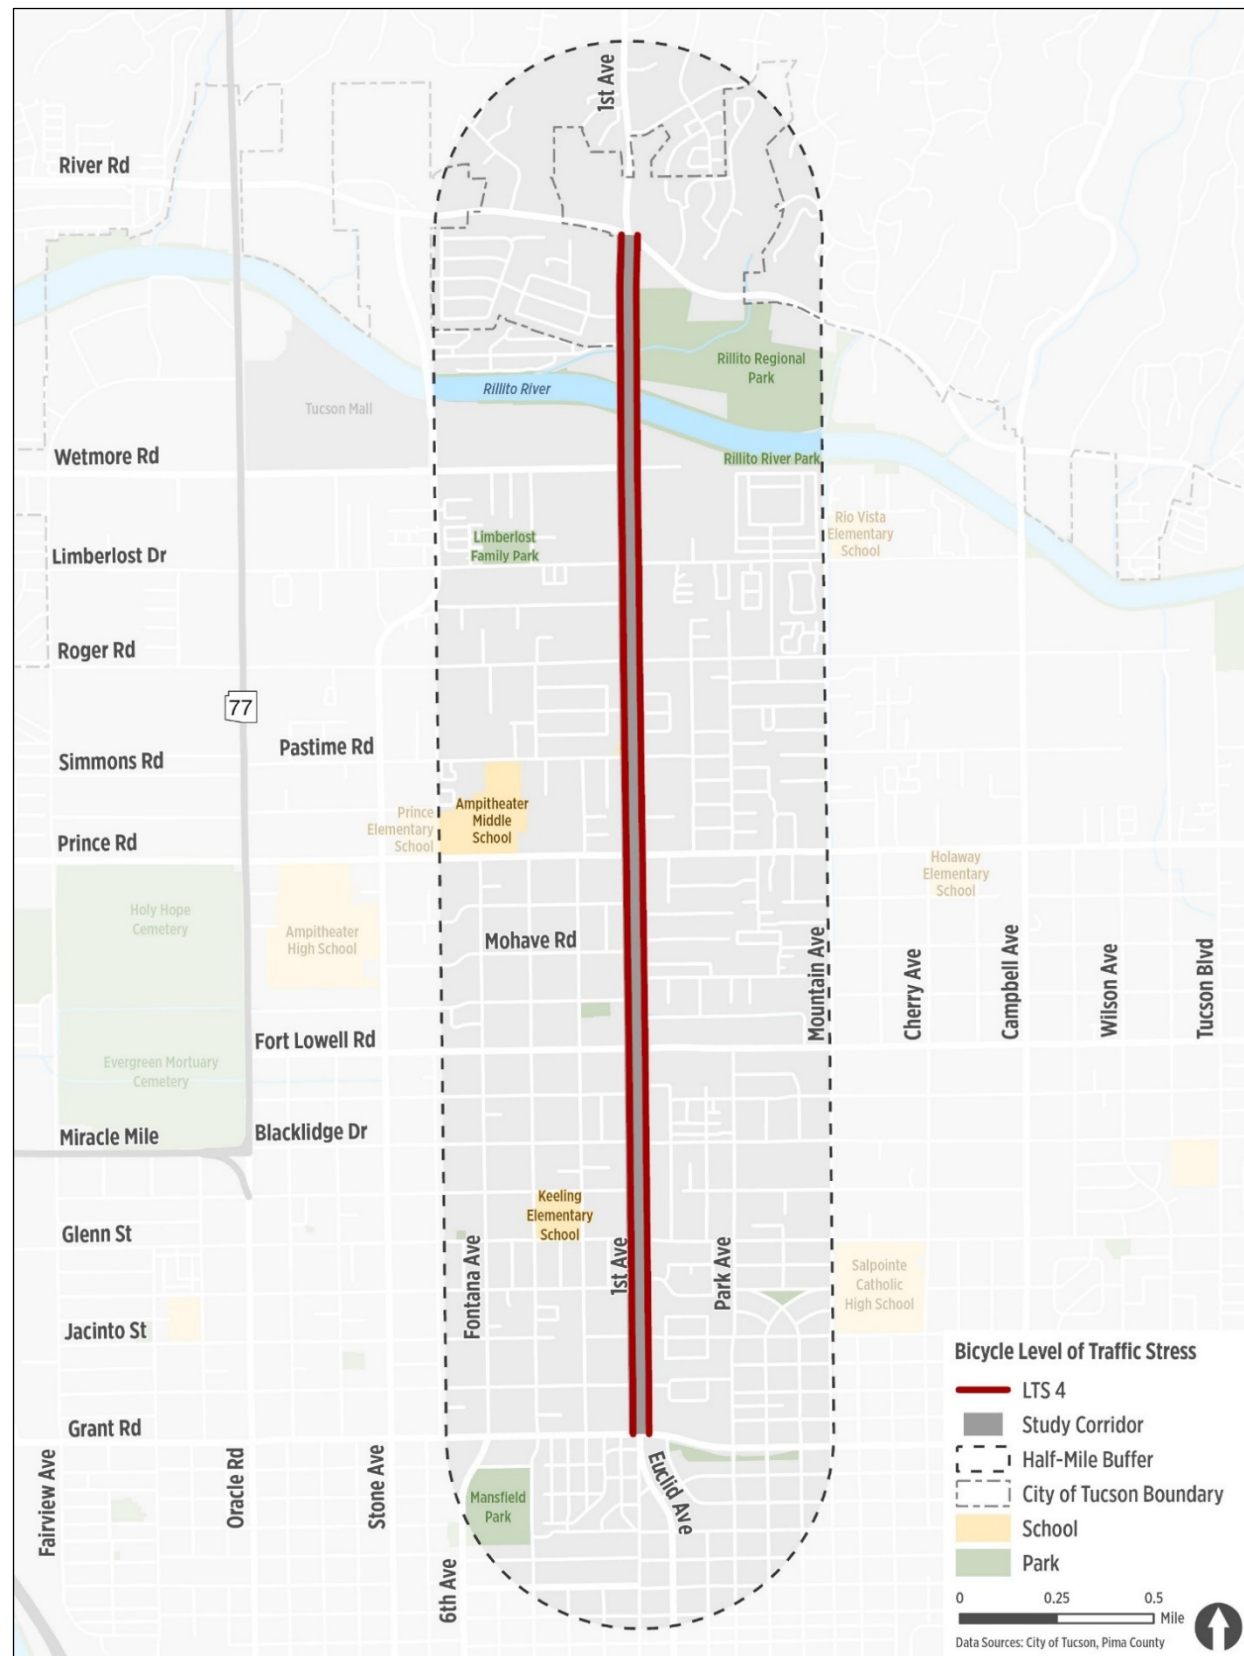 1st Ave
River Rd
Rillito Regional
Park
Rillito River
Tucson Mall
Wetmore Rd
Rillito River Park
Rio Vista
Elementary
School
Limberlost
Family Park
Limberlost Dr
Roger Rd
77
Pastime Rd
Simmons Rd
Prince
Elementary
School
Ampitheater
Middle
School
Prince Rd
Holaway
Elementary
School
Holy Hope
Cemetery
Ampitheater
High School
Mohave Rd
Mountain Ave
Cherry Ave
Campbell Ave
Wilson Ave
Tucson Blvd
Fort Lowell Rd
Evergreen Mortuary
Cemetery
Miracle Mile
Blacklidge Dr
Keeling
Elementary
School
Glenn St
Fontana Ave
1st Ave
Park Ave
Salpointe
Catholic
High School
Jacinto St
Grant Rd
Fairview Ave
Oracle Rd
Stone Ave
6th Ave
Mansfield
Park
Euclid Ave
Bicycle Level of Traffic Stress
LTS 4
Study Corridor
Half-Mile Buffer
City of Tucson Boundary
School
Park
0 0.25 0.5
Mile
Data Sources: City of Tucson, Pima County